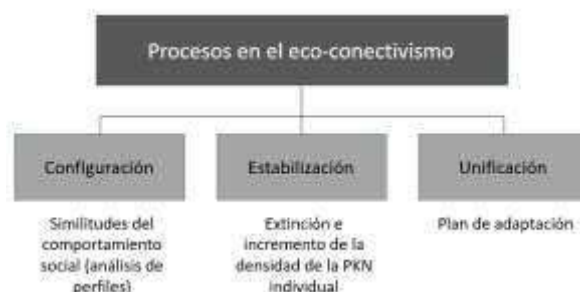 Procesos en el eco-conectivismo
Configuración
Estabilización
Unificación
Similitudes del
comportamiento
social (análisis de
perfiles)
Extinción e
incremento de la
densidad de la PKN
individual
Plan de adaptación